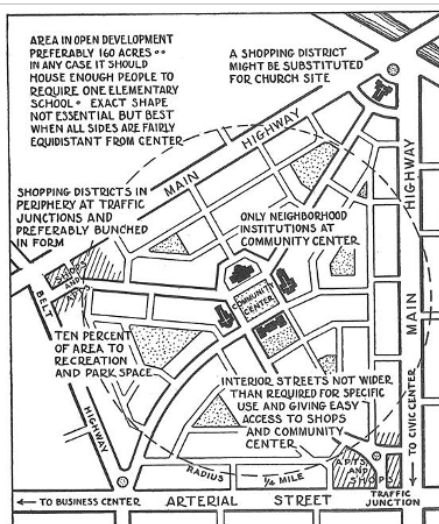 AREA IN OPEN DEVELOPMENT
PREFERABLY 160 ACRES • •
IN ANY CASE IT SHOULD
HOUSE ENOUGH PEOPLE TO
REQUIRE ONE ELEMENTARY
SCHOOL • EXACT SHAPE
NOT ESSENTIAL BUT BEST
WHEN ALL SIDES ARE FAIRLY
EQUIDISTANT FROM CENTER
A SHOPPING DISTRICT
MIGHT BE SUBSTITUTED
FOR CHURCH SITE
MAIN HIGHWAY
HIGHWAY MAIN
SHOPPING DISTRICTS IN
PERIPHERY AT TRAFFIC
JUNCTIONS AND
PREFERABLY BUNCHED
IN FORM
ONLY NEIGHBORHOOD
INSTITUTIONS AT
COMMUNITY CENTER
SHOPS
AND
APTS
BELT HIGHWAY
COMMUNITY
CENTER
TEN PERCENT
OF AREA TO
RECREATION
AND PARK SPACE
INTERIOR STREETS NOT WIDER
THAN REQUIRED FOR SPECIFIC
USE AND GIVING EASY
ACCESS TO SHOPS
AND COMMUNITY
CENTER
TO CIVIC CENTER
APTS
AND
SHOPS
RADIUS 1/4 MILE
TRAFFIC
JUNCTION
← TO BUSINESS CENTER ARTERIAL STREET